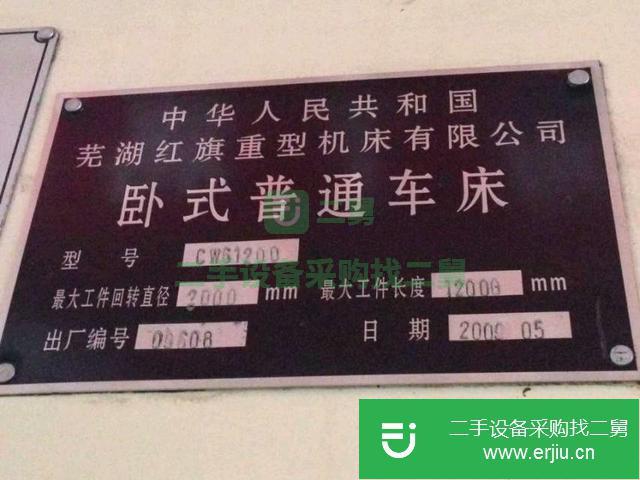 中华人民共和国
芜湖红旗重型机床有限公司
卧式普通车床
二舅
型号 CW61200
二手设备采购找二舅
最大工件回转直径 2000 mm 最大工件长度 12000 mm
出厂编号 日期 05
二手设备采购找二舅
www.erjiu.cn